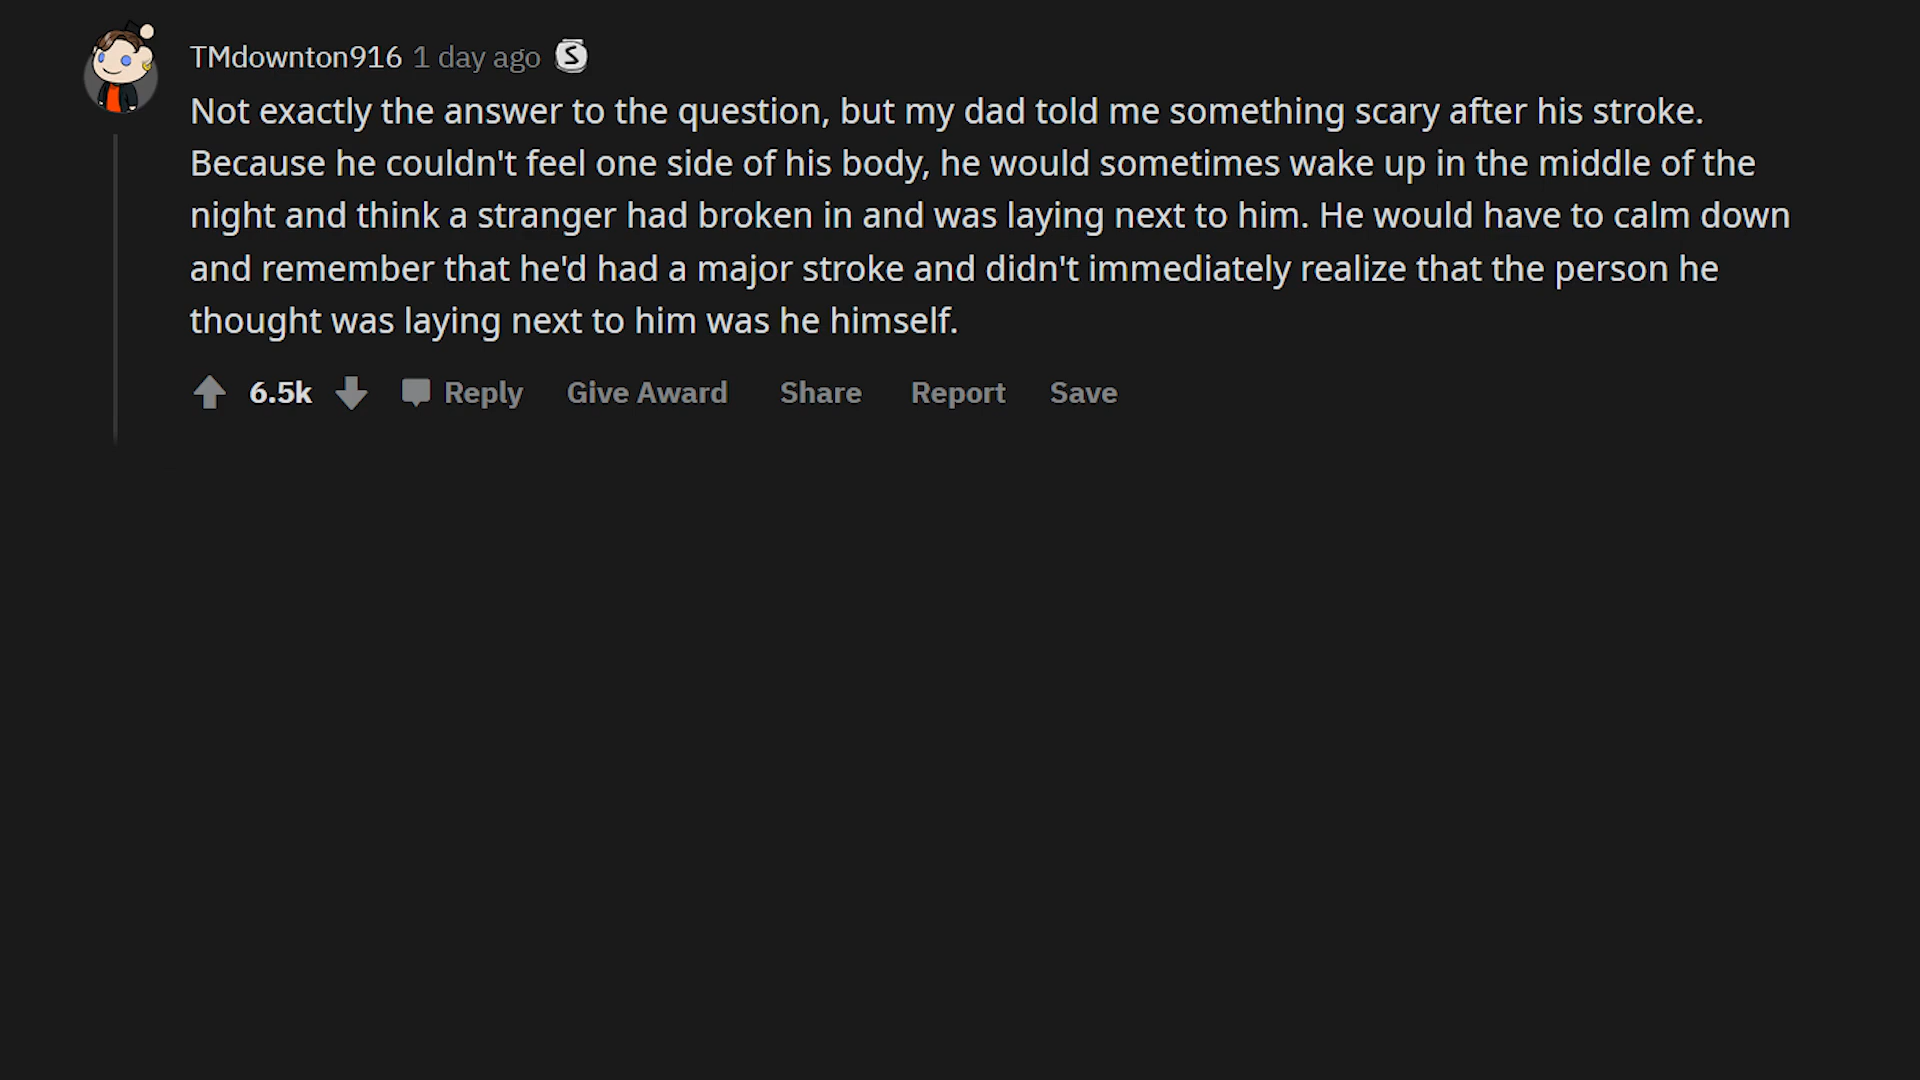 TMdownton916 1 day ago S
Not exactly the answer to the question, but my dad told me something scary after his stroke.
Because he couldn't feel one side of his body, he would sometimes wake up in the middle of the
night and think a stranger had broken in and was laying next to him. He would have to calm down
and remember that he'd had a major stroke and didn't immediately realize that the person he
thought was laying next to him was he himself.
6.5k Reply Give Award Share Report Save